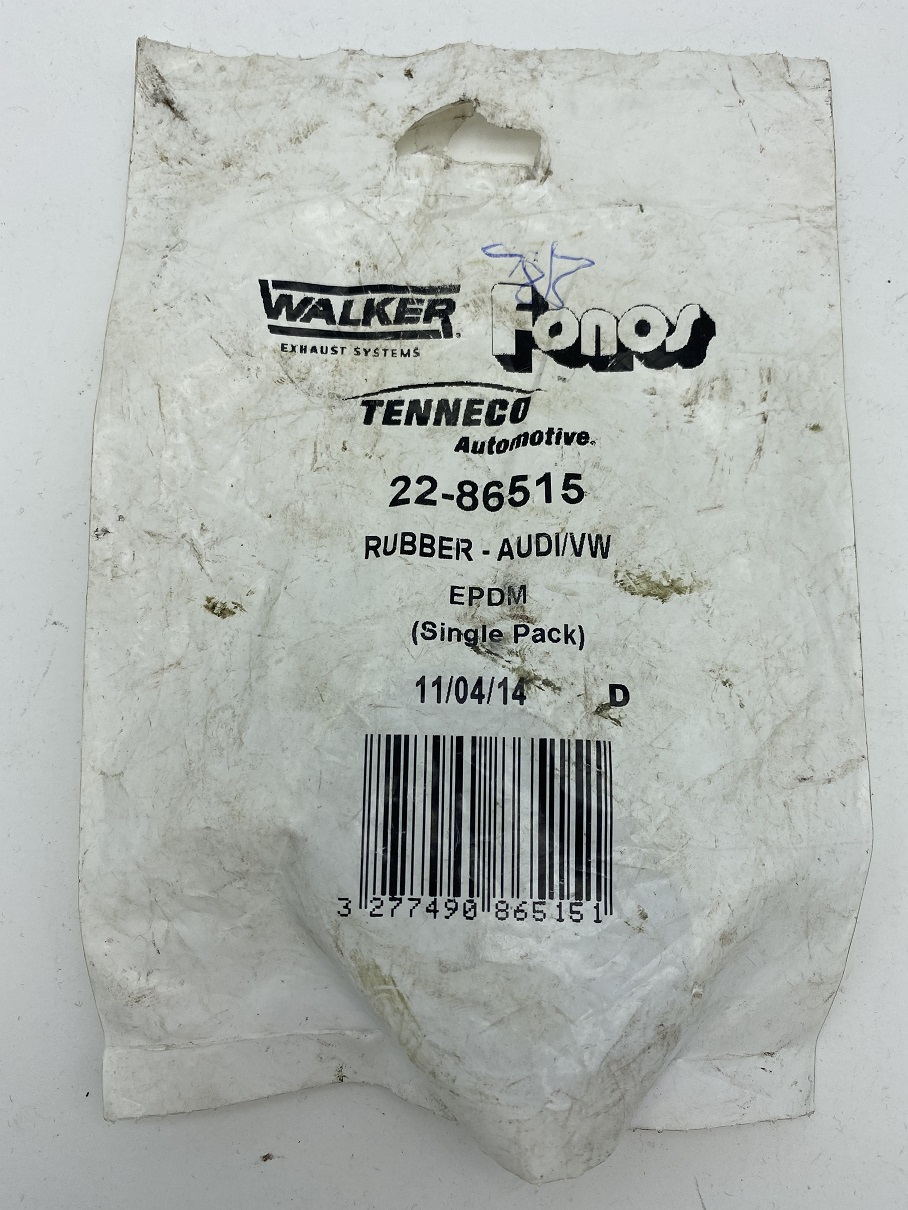 WALKER
EXHAUST SYSTEMS
Fonos
TENNECO
Automotive
22-86515
RUBBER - AUDI/VW
EPDM
(Single Pack)
11/04/14 D
3 277490 865151